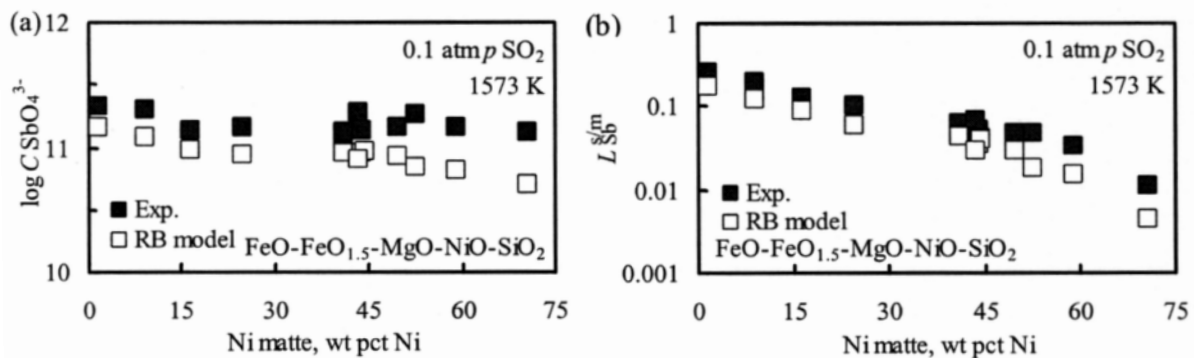 (a)
12
0.1 atm p SO2
1573 K
log C SbO4 3-
11
■ Exp.
□ RB model
FeO-FeO1.5-MgO-NiO-SiO2
10
0 15 30 45 60 75
Ni matte, wt pct Ni
(b)
1
0.1 atm p SO2
1573 K
L Sb s/m
0.1
0.01
■ Exp.
□ RB model
FeO-FeO1.5-MgO-NiO-SiO2
0.001
0 15 30 45 60 75
Ni matte, wt pct Ni